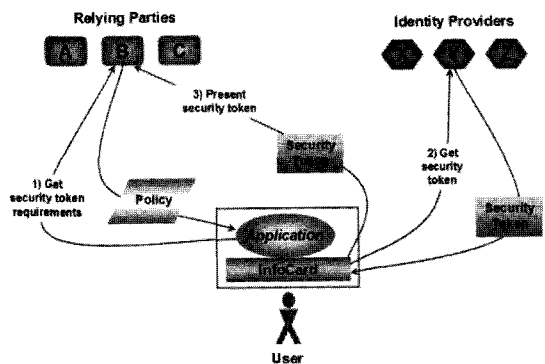 Relying Parties
Identity Providers
A
B
C
3) Present
security token
Security
Token
2) Get
security
token
1) Get
security token
requirements
Policy
Security
Token
Application
InfoCard
User